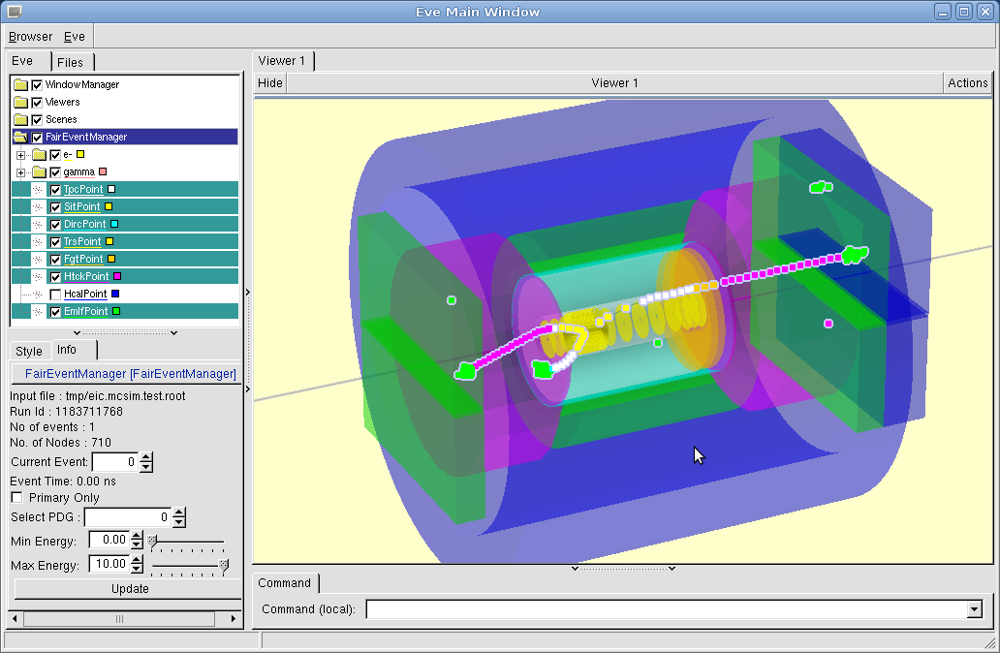 Eve Main Window
Browser Eve
Eve Files
WindowManager
Viewers
Scenes
FairEventManager
e-
gamma
TpcPoint
SitPoint
DircPoint
TrsPoint
FgtPoint
HtckPoint
HcalPoint
EmlfPoint
Style Info
FairEventManager [FairEventManager]
Input file : tmp/eic.mcsim.test.root
Run Id : 1183711768
No of events : 1
No. of Nodes : 710
Current Event: 0
Event Time: 0.00 ns
Primary Only
Select PDG : 0
Min Energy: 0.00
Max Energy: 10.00
Update
Viewer 1
Hide Viewer 1 Actions
Command
Command (local):